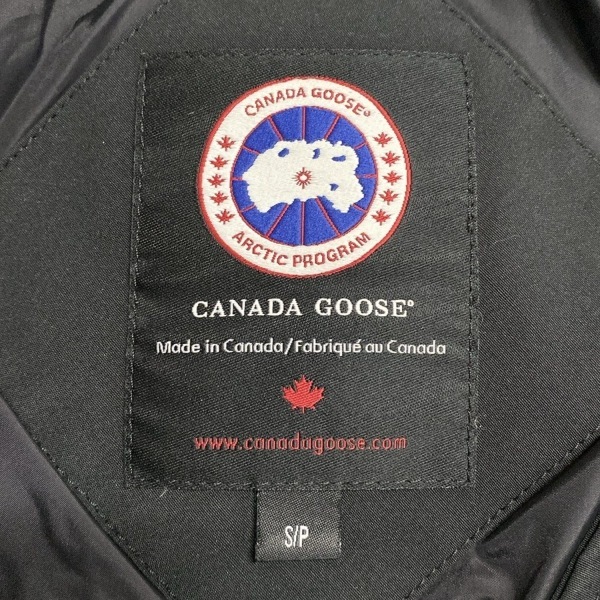 CANADA GOOSE®
ARCTIC PROGRAM
CANADA GOOSE®
Made in Canada/Fabriqué au Canada
www.canadagoose.com
S/P